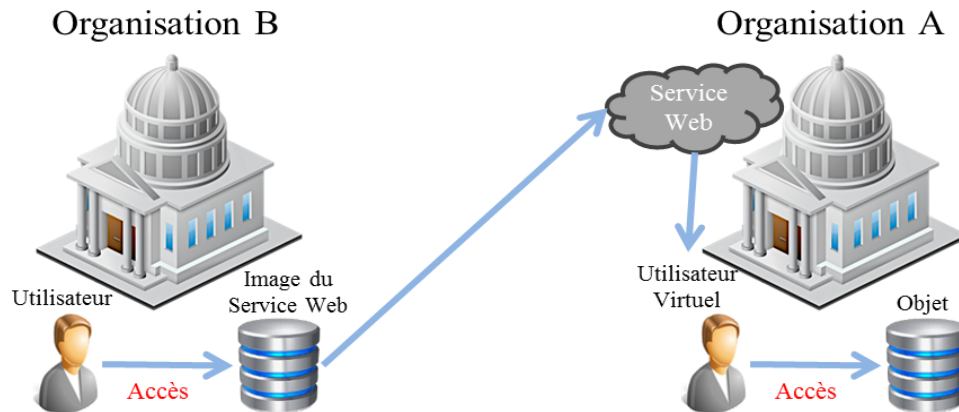 Organisation B
Organisation A
Service
Web
Utilisateur
Image du
Service Web
Accès
Utilisateur
Virtuel
Objet
Accès